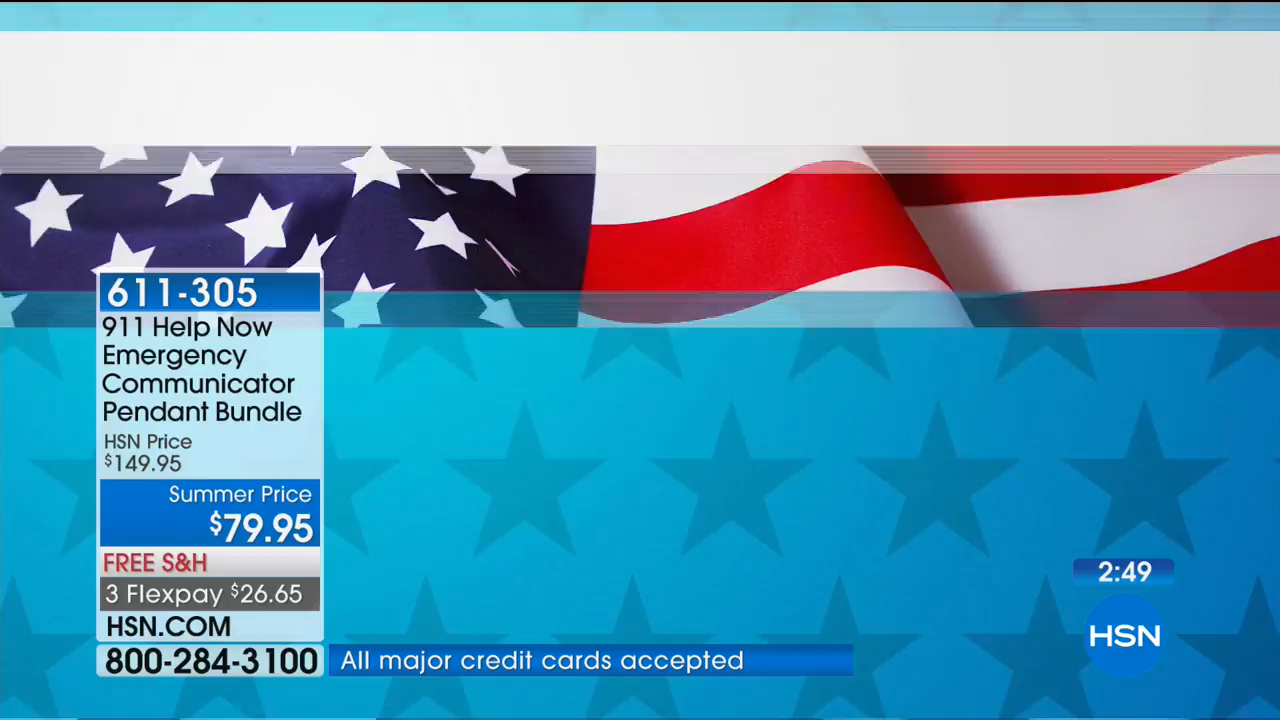 611-305
911 Help Now
Emergency
Communicator
Pendant Bundle
HSN Price
$149.95
Summer Price
$79.95
FREE S&H
3 Flexpay $26.65
HSN.COM
800-284-3100
All major credit cards accepted
2:49
HSN